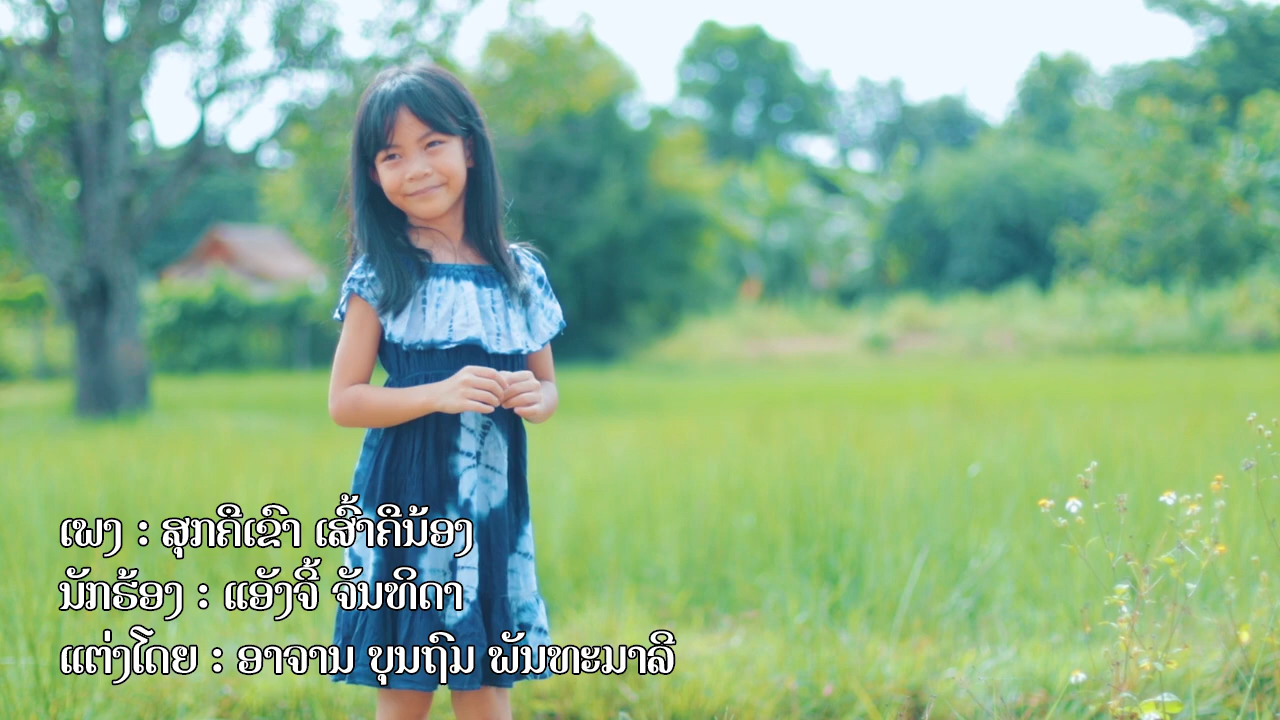 ເພງ : ສຸກຄືເຂົາ ເສົ້າຄືນ້ອງ
ນັກຮ້ອງ : ແອັງຈີ້ ຈັນທິດາ
ແຕ່ງໂດຍ : ອາຈານ ບຸນຖົມ ພັນທະມາລີ